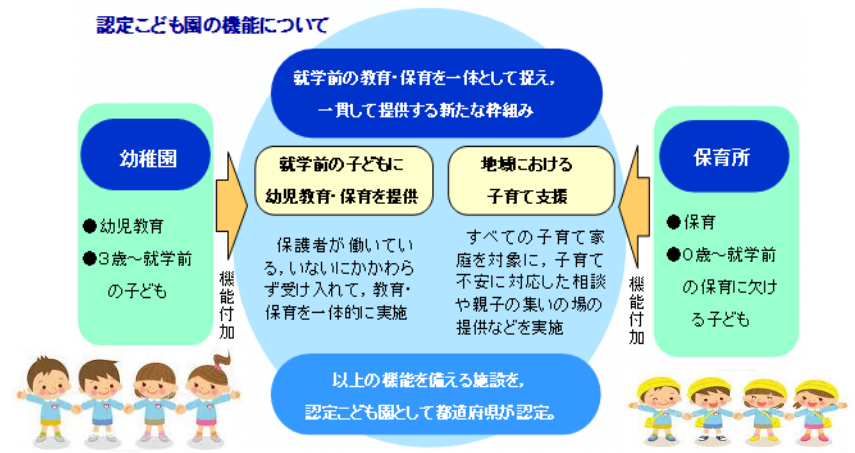 認定こども園の機能について
就学前の教育・保育を一体として捉え，
一貫して提供する新たな枠組み
幼稚園
●幼児教育
●３歳～就学前
の子ども
機能付加
就学前の子どもに
幼児教育・保育を提供
保護者が働いてい
る，いないにかかわら
ず受け入れて，教育・
保育を一体的に実施
地域における
子育て支援
すべての子育て家
庭を対象に，子育て
不安に対応した相談
や親子の集いの場の
提供などを実施
保育所
●保育
●０歳～就学前
の保育に欠け
る子ども
機能付加
以上の機能を備える施設を，
認定こども園として都道府県が認定。